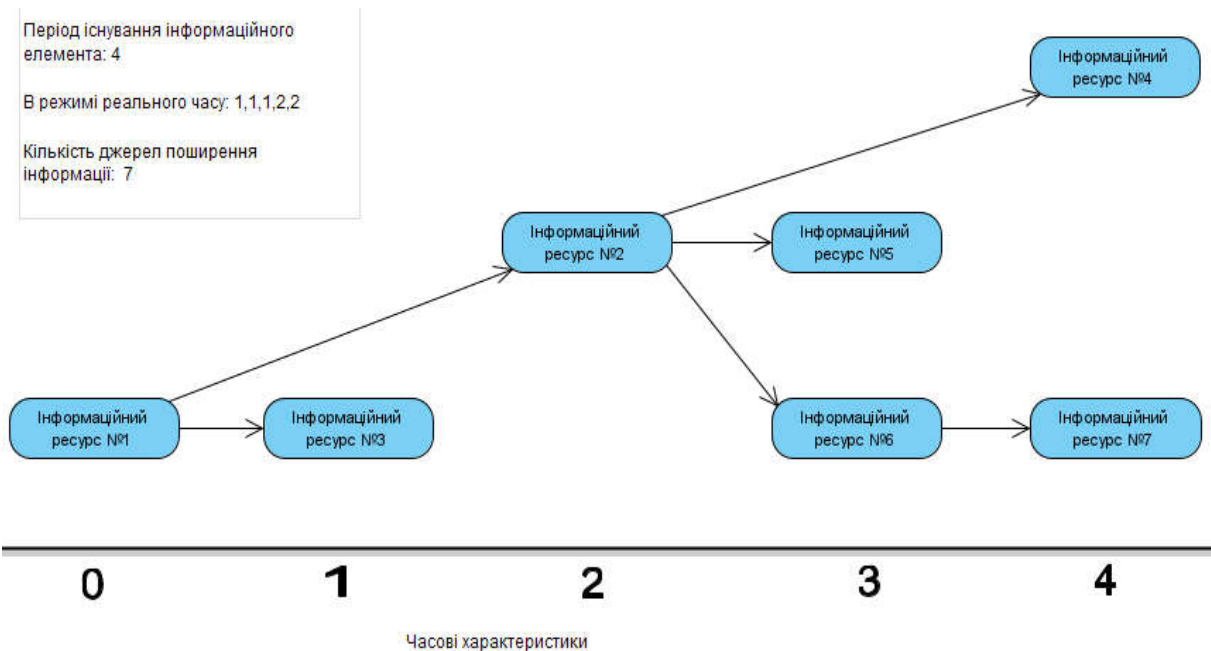 Період існування інформаційного
елемента: 4
В режимі реального часу: 1,1,1,2,2
Кількість джерел поширення
інформації: 7
Інформаційний
ресурс №4
Інформаційний
ресурс №2
Інформаційний
ресурс №5
Інформаційний
ресурс №1
Інформаційний
ресурс №3
Інформаційний
ресурс №6
Інформаційний
ресурс №7
0 1 2 3 4
Часові характеристики